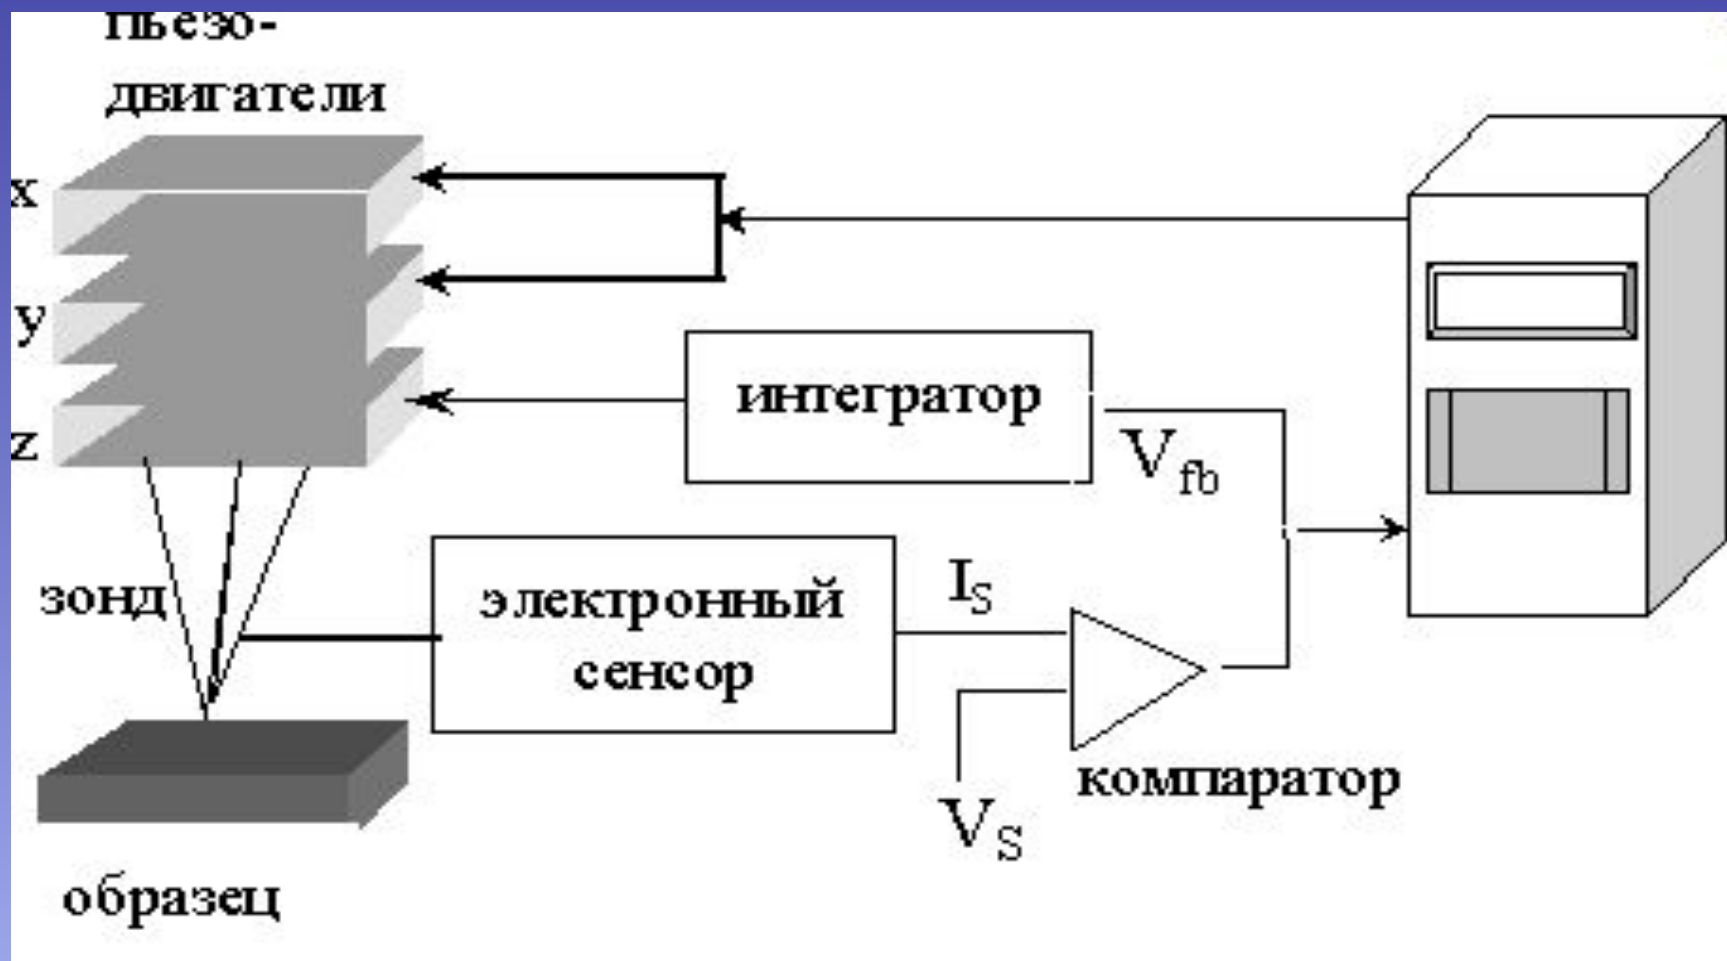 пьезо-
двигатели
x
y
z
интегратор
V fb
зонд
электронный
сенсор
I S
V S
компаратор
образец